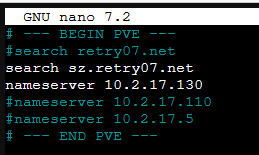 GNU nano 7.2
# --- BEGIN PVE ---
#search retry07.net
search sz.retry07.net
nameserver 10.2.17.130
#nameserver 10.2.17.110
#nameserver 10.2.17.5
# --- END PVE ---